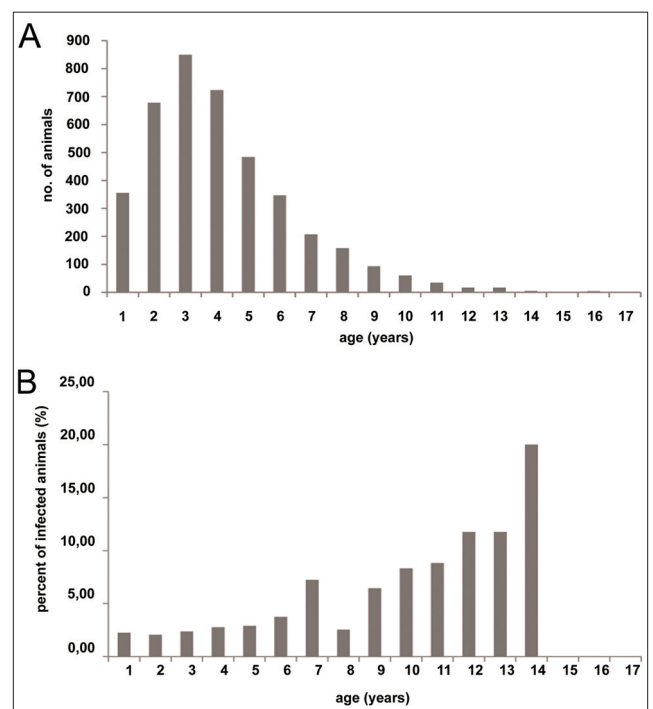 A
no. of animals
900
800
700
600
500
400
300
200
100
0
1 2 3 4 5 6 7 8 9 10 11 12 13 14 15 16 17
age (years)
B
percent of infected animals (%)
25,00
20,00
15,00
10,00
5,00
0,00
1 2 3 4 5 6 7 8 9 10 11 12 13 14 15 16 17
age (years)